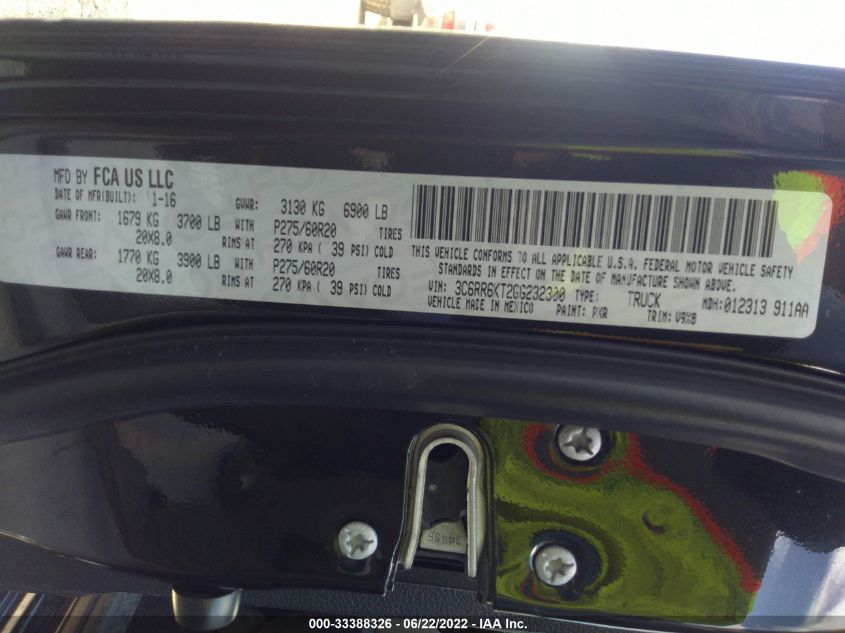 MFD BY FCA US LLC
DATE OF MFR(BUILT): 1-16 GVWR: 3130 KG 6900 LB
GAWR FRONT: 1679 KG 3700 LB WITH P275/60R20 TIRES
20X8.0 RIMS AT 270 KPA ( 39 PSI) COLD
GAWR REAR: 1770 KG 3900 LB WITH P275/60R20 TIRES
20X8.0 RIMS AT 270 KPA ( 39 PSI) COLD
THIS VEHICLE CONFORMS TO ALL APPLICABLE U.S.A. FEDERAL MOTOR VEHICLE SAFETY
STANDARDS IN EFFECT ON THE DATE OF MANUFACTURE SHOWN ABOVE.
VIN: 3C6RR6KT2GG232300 TYPE: TRUCK MDH: 012313 911AA
VEHICLE MADE IN MEXICO PAINT: PXR TRIM: V9X8
34456
000-33388326 / 06/22/2022 - IAA Inc.